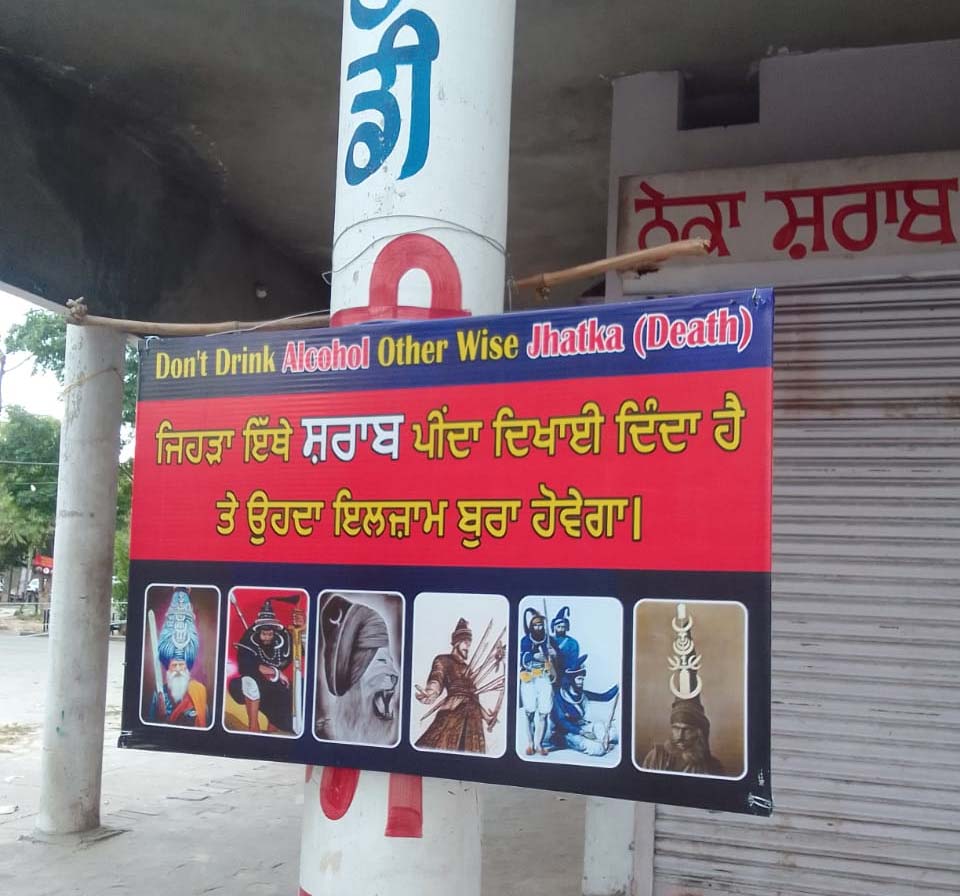 ਠੇਕਾ ਸ਼ਰਾਬ
Don't Drink Alcohol Other Wise Jhatka (Death)
ਜਿਹੜਾ ਇੱਥੇ ਸ਼ਰਾਬ ਪੀਂਦਾ ਦਿਖਾਈ ਦਿੰਦਾ ਹੈ
ਤੇ ਉਹਦਾ ਇਲਜ਼ਾਮ ਬੁਰਾ ਹੋਵੇਗਾ।